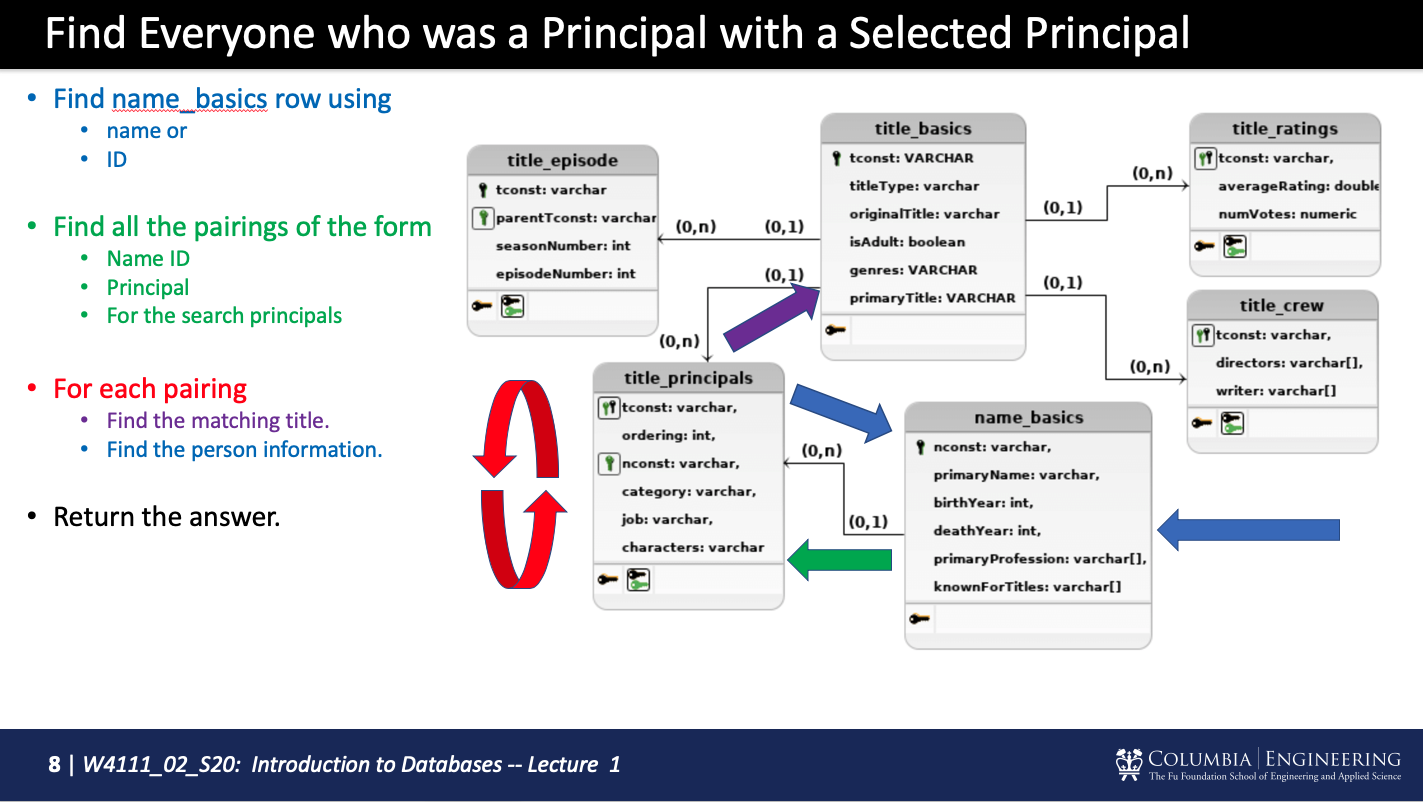 Find Everyone who was a Principal with a Selected Principal
• Find name_basics row using
• name or
• ID
• Find all the pairings of the form
• Name ID
• Principal
• For the search principals
• For each pairing
• Find the matching title.
• Find the person information.
• Return the answer.
title_episode
tconst: varchar
parentTconst: varchar
seasonNumber: int
episodeNumber: int
(0,n)
(0,1)
title_basics
tconst: VARCHAR
titleType: varchar
originalTitle: varchar
isAdult: boolean
genres: VARCHAR
primaryTitle: VARCHAR
(0,1)
(0,n)
title_ratings
tconst: varchar,
averageRating: double
numVotes: numeric
(0,1)
(0,n)
title_crew
tconst: varchar,
directors: varchar[],
writer: varchar[]
(0,1)
(0,n)
title_principals
tconst: varchar,
ordering: int,
nconst: varchar,
category: varchar,
job: varchar,
characters: varchar
(0,n)
(0,1)
name_basics
nconst: varchar,
primaryName: varchar,
birthYear: int,
deathYear: int,
primaryProfession: varchar[],
knownForTitles: varchar[]
8 | W4111_02_S20: Introduction to Databases -- Lecture 1
COLUMBIA | ENGINEERING
The Fu Foundation School of Engineering and Applied Science